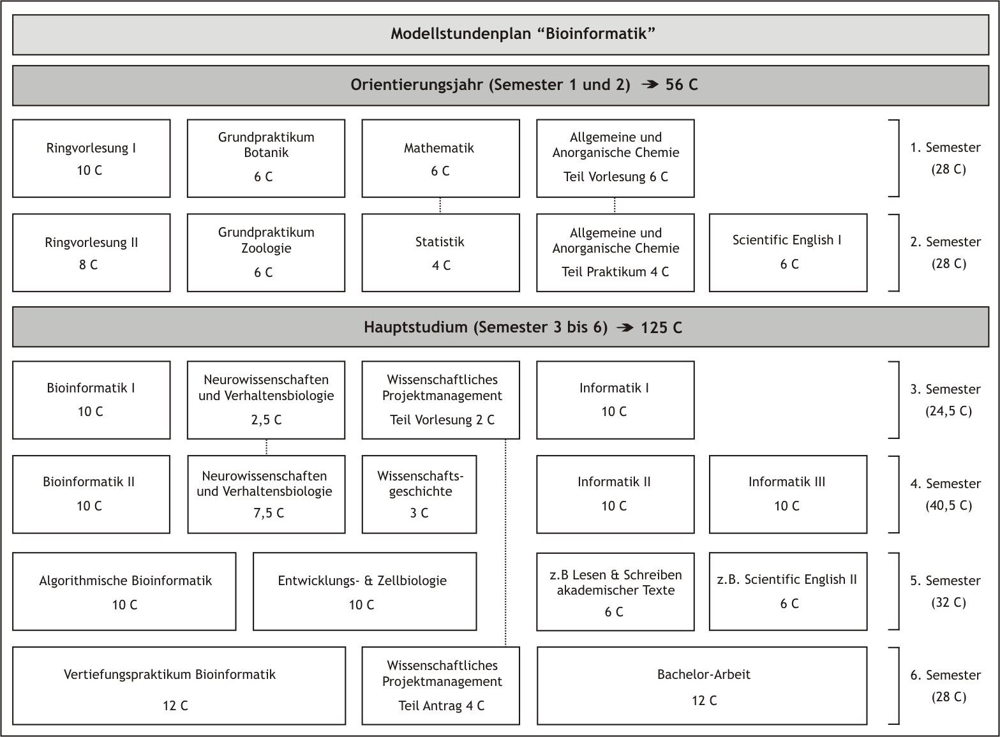 Modellstundenplan “Bioinformatik”
Orientierungsjahr (Semester 1 und 2) ➔ 56 C
Ringvorlesung I
10 C
Grundpraktikum
Botanik
6 C
Mathematik
6 C
Allgemeine und
Anorganische Chemie
Teil Vorlesung 6 C
1. Semester
(28 C)
Ringvorlesung II
8 C
Grundpraktikum
Zoologie
6 C
Statistik
4 C
Allgemeine und
Anorganische Chemie
Teil Praktikum 4 C
Scientific English I
6 C
2. Semester
(28 C)
Hauptstudium (Semester 3 bis 6) ➔ 125 C
Bioinformatik I
10 C
Neurowissenschaften
und Verhaltensbiologie
2,5 C
Wissenschaftliches
Projektmanagement
Teil Vorlesung 2 C
Informatik I
10 C
3. Semester
(24,5 C)
Bioinformatik II
10 C
Neurowissenschaften
und Verhaltensbiologie
7,5 C
Wissenschafts-
geschichte
3 C
Informatik II
10 C
Informatik III
10 C
4. Semester
(40,5 C)
Algorithmische Bioinformatik
10 C
Entwicklungs- & Zellbiologie
10 C
z.B Lesen & Schreiben
akademischer Texte
6 C
z.B. Scientific English II
6 C
5. Semester
(32 C)
Vertiefungspraktikum Bioinformatik
12 C
Wissenschaftliches
Projektmanagement
Teil Antrag 4 C
Bachelor-Arbeit
12 C
6. Semester
(28 C)